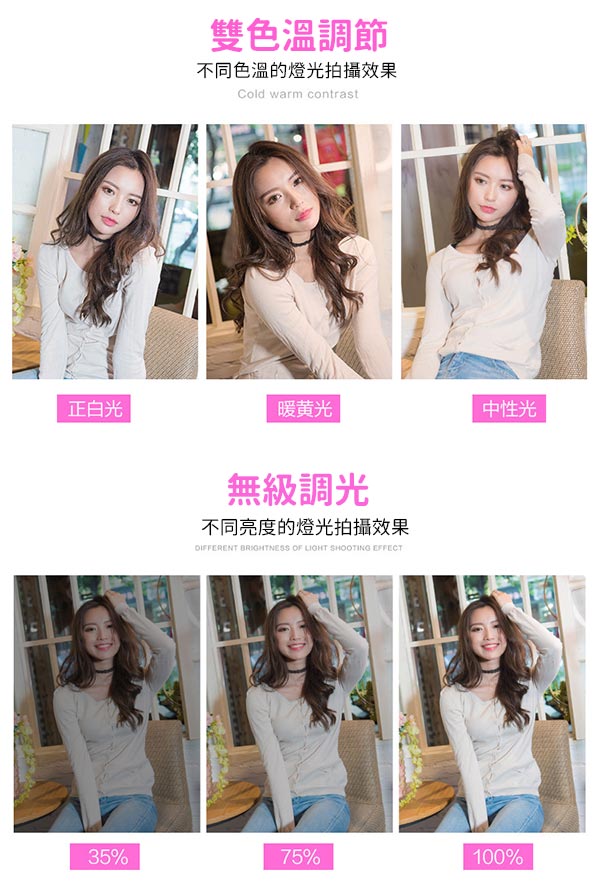 雙色溫調節
不同色溫的燈光拍攝效果
Cold warm contrast
正白光
暖黄光
中性光
無級調光
不同亮度的燈光拍攝效果
DIFFERENT BRIGHTNESS OF LIGHT SHOOTING EFFECT
35%
75%
100%